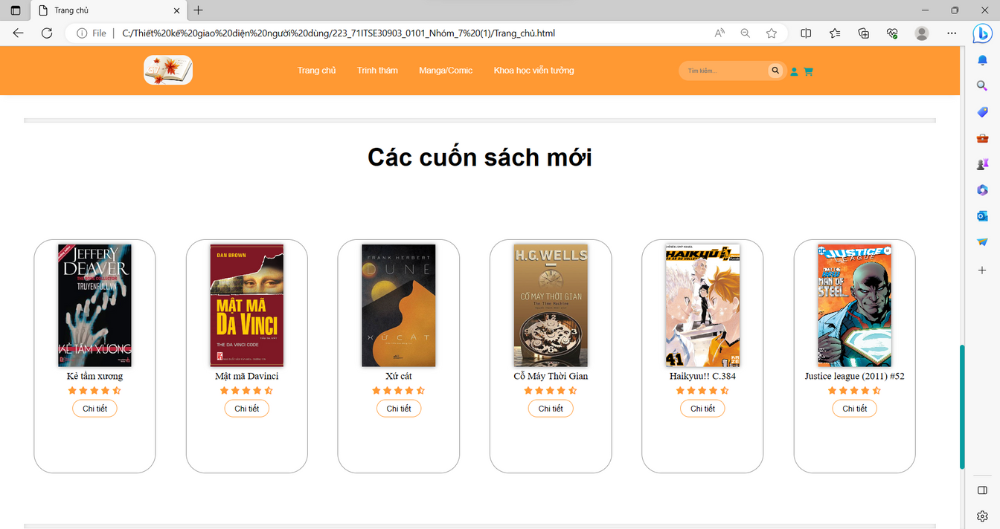 Trang chủ
File
C:/Thiết%20kế%20giao%20diện%20người%20dùng/223_71ITSE30903_0101_Nhóm_7%20(1)/Trang_chủ.html
Trang chủ Trinh thám Manga/Comic Khoa học viễn tưởng
Tìm kiếm...
Các cuốn sách mới
JEFFERY
DEAVER
THE BONE COLLECTOR
TRUYENFULL.VN
KẺ TẦM XƯƠNG
Kẻ tầm xương
Chi tiết
DAN BROWN
MẬT MÃ
DA VINCI
THE DA VINCI CODE
Mật mã Davinci
Chi tiết
FRANK HERBERT
DUNE
XỨ CÁT
Xứ cát
Chi tiết
H.G.WELLS
CỖ MÁY THỜI GIAN
The Time Machine
Cỗ Máy Thời Gian
Chi tiết
HAIKYUU
41
Haikyuu!! C.384
Chi tiết
DC
JUSTICE
LEAGUE
MAN OF
STEEL...
Justice league (2011) #52
Chi tiết